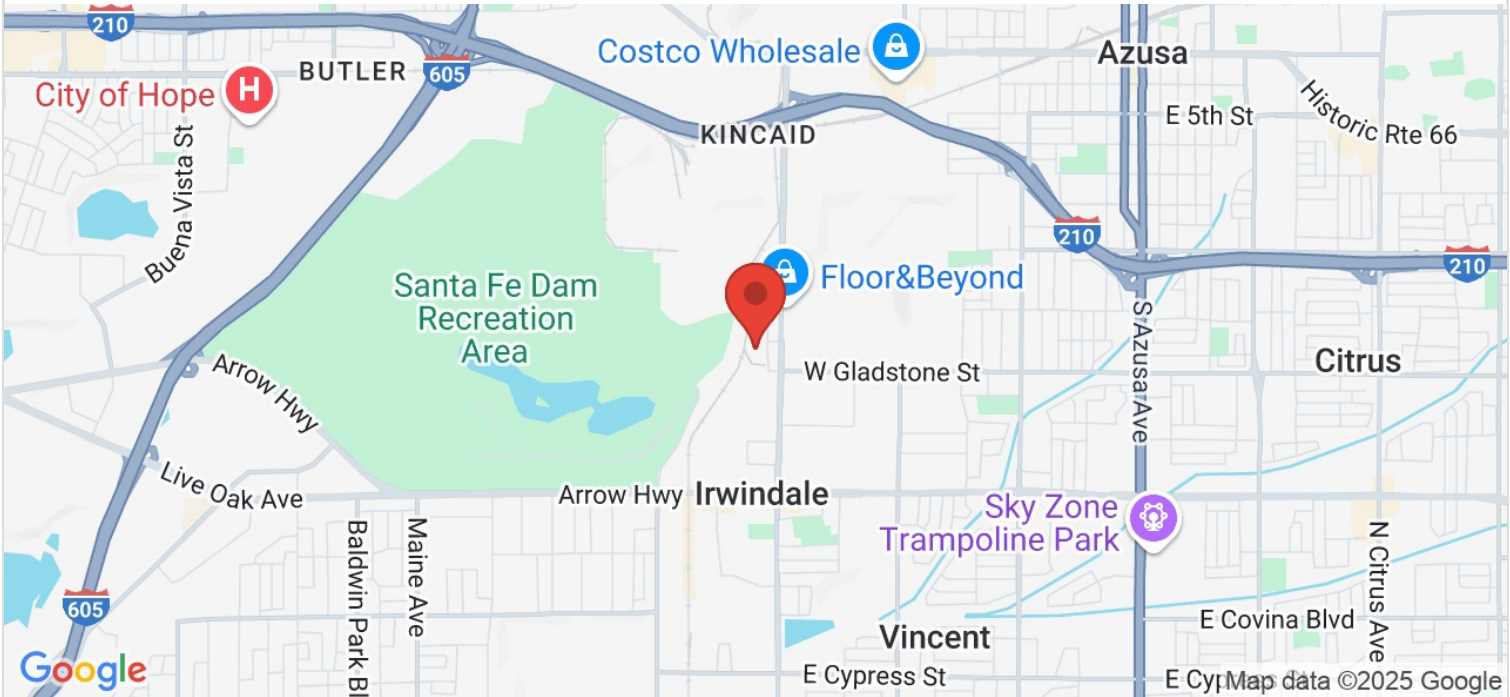 210
Costco Wholesale
Azusa
BUTLER
605
City of Hope
H
Historic Rte 66
E 5th St
KINCAID
Buena Vista St
210
210
Santa Fe Dam
Recreation
Area
Floor&Beyond
S Azusa Ave
W Gladstone St
Citrus
Arrow Hwy
Live Oak Ave
Arrow Hwy
Irwindale
Sky Zone
Trampoline Park
Baldwin Park Bl
Maine Ave
N Citrus Ave
605
E Covina Blvd
Vincent
Google
E Cypress St
E Cyp
Map data ©2025 Google